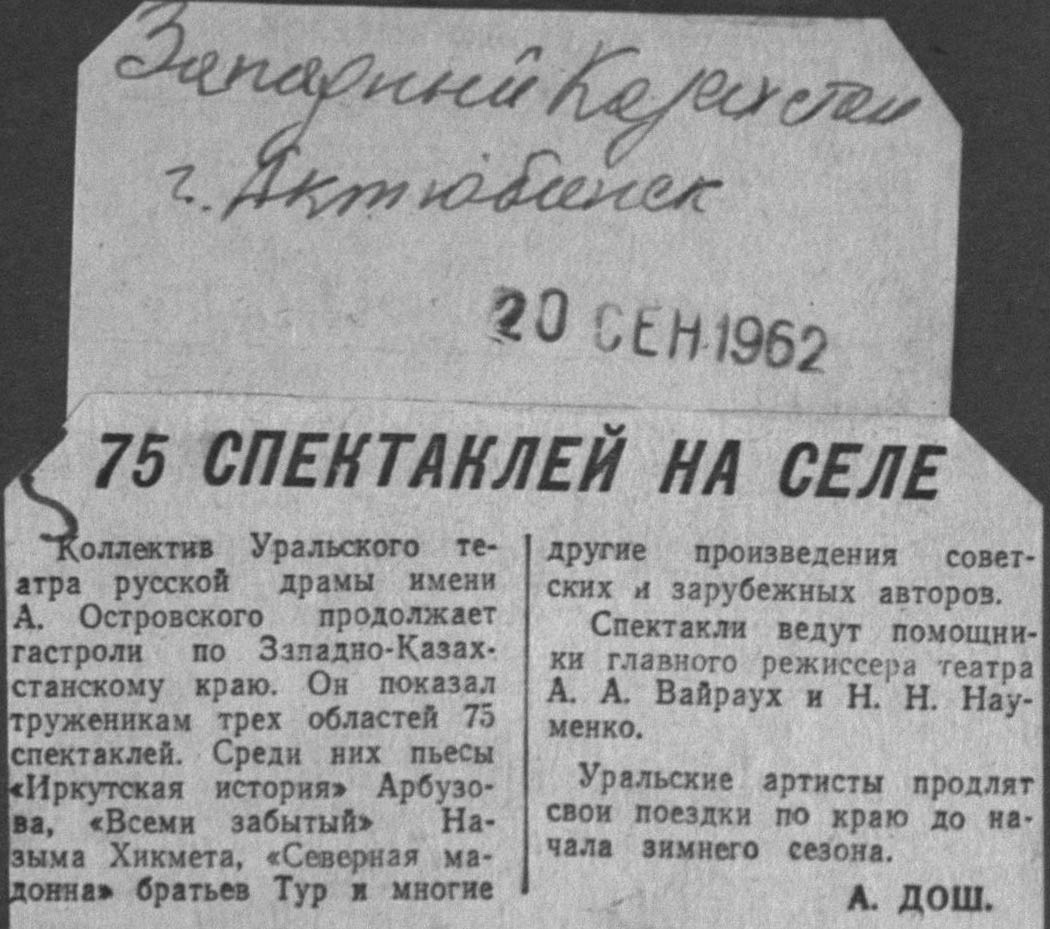 Западный Казахстан
г. Актюбинск
20 СЕН 1962
75 СПЕКТАКЛЕЙ НА СЕЛЕ
Коллектив Уральского те-
атра русской драмы имени
А. Островского продолжает
гастроли по Западно-Казах-
станскому краю. Он показал
труженикам трех областей 75
спектаклей. Среди них пьесы
«Иркутская история» Арбузо-
ва, «Всеми забытый» На-
зыма Хикмета, «Северная ма-
донна» братьев Тур и многие
другие произведения совет-
ских и зарубежных авторов.
Спектакли ведут помощни-
ки главного режиссера театра
А. А. Вайраух и Н. Н. Нау-
менко.
Уральские артисты продлят
свои поездки по краю до на-
чала зимнего сезона.
А. ДОШ.